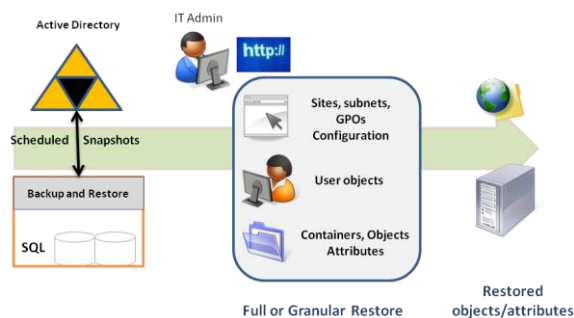 IT Admin
Active Directory
http://
Scheduled Snapshots
Sites, subnets,
GPOs
Configuration
User objects
Containers, Objects
Attributes
Backup and Restore
SQL
Full or Granular Restore
Restored
objects/attributes